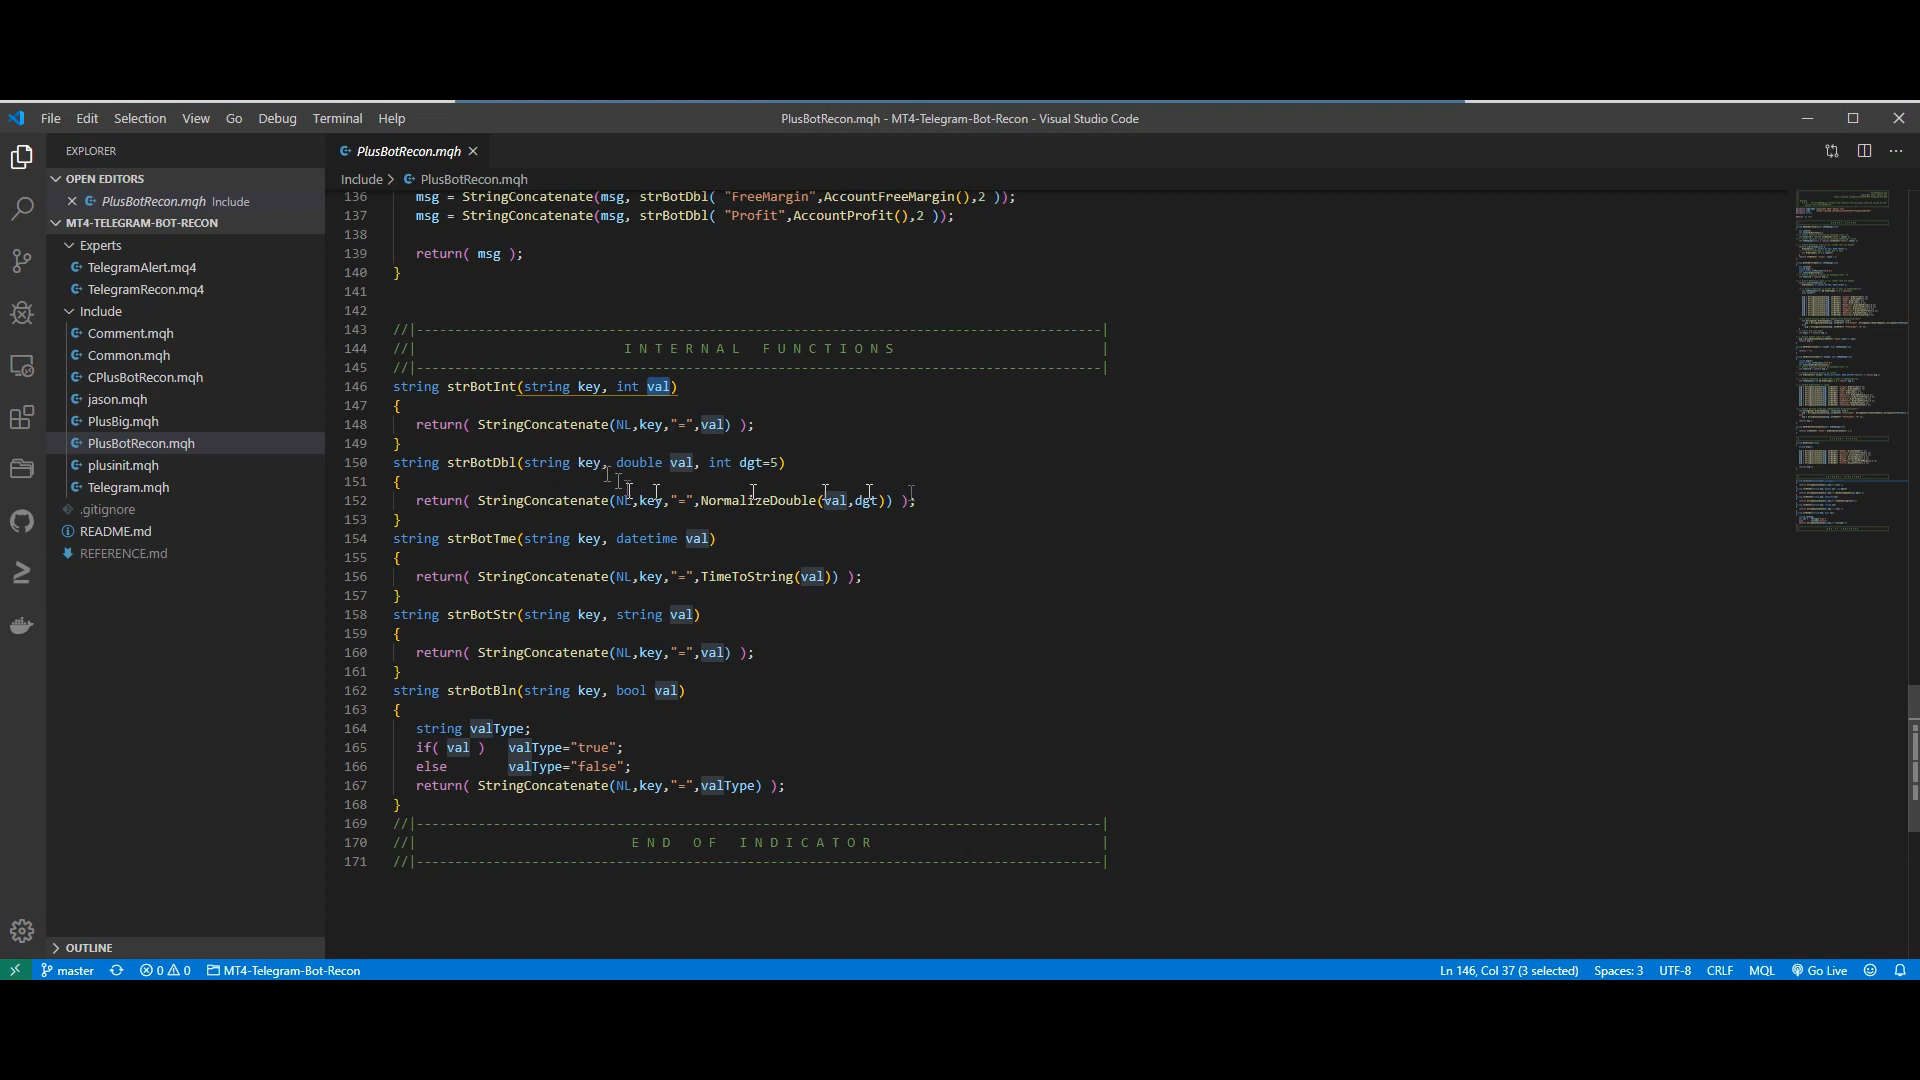 File Edit Selection View Go Debug Terminal Help
PlusBotRecon.mqh - MT4-Telegram-Bot-Recon - Visual Studio Code
EXPLORER
OPEN EDITORS
PlusBotRecon.mqh Include
MT4-TELEGRAM-BOT-RECON
Experts
TelegramAlert.mq4
TelegramRecon.mq4
Include
Comment.mqh
Common.mqh
CPlusBotRecon.mqh
jason.mqh
PlusBig.mqh
PlusBotRecon.mqh
plusinit.mqh
Telegram.mqh
.gitignore
README.md
REFERENCE.md
OUTLINE
PlusBotRecon.mqh
Include > PlusBotRecon.mqh
136 msg = StringConcatenate(msg, strBotDbl( "FreeMargin",AccountFreeMargin(),2 ));
137 msg = StringConcatenate(msg, strBotDbl( "Profit",AccountProfit(),2 ));
138
139 return( msg );
140 }
141
142
143 //|-----------------------------------------------------------------------------------------|
144 //| I N T E R N A L F U N C T I O N S |
145 //|-----------------------------------------------------------------------------------------|
146 string strBotInt(string key, int val)
147 {
148 return( StringConcatenate(NL,key,"=",val) );
149 }
150 string strBotDbl(string key, double val, int dgt=5)
151 {
152 return( StringConcatenate(NL,key,"=",NormalizeDouble(val,dgt)) );
153 }
154 string strBotTme(string key, datetime val)
155 {
156 return( StringConcatenate(NL,key,"=",TimeToString(val)) );
157 }
158 string strBotStr(string key, string val)
159 {
160 return( StringConcatenate(NL,key,"=",val) );
161 }
162 string strBotBln(string key, bool val)
163 {
164 string valType;
165 if( val ) valType="true";
166 else valType="false";
167 return( StringConcatenate(NL,key,"=",valType) );
168 }
169 //|-----------------------------------------------------------------------------------------|
170 //| E N D O F I N D I C A T O R |
171 //|-----------------------------------------------------------------------------------------|
master 0 0 MT4-Telegram-Bot-Recon
Ln 146, Col 37 (3 selected) Spaces: 3 UTF-8 CRLF MQL Go Live